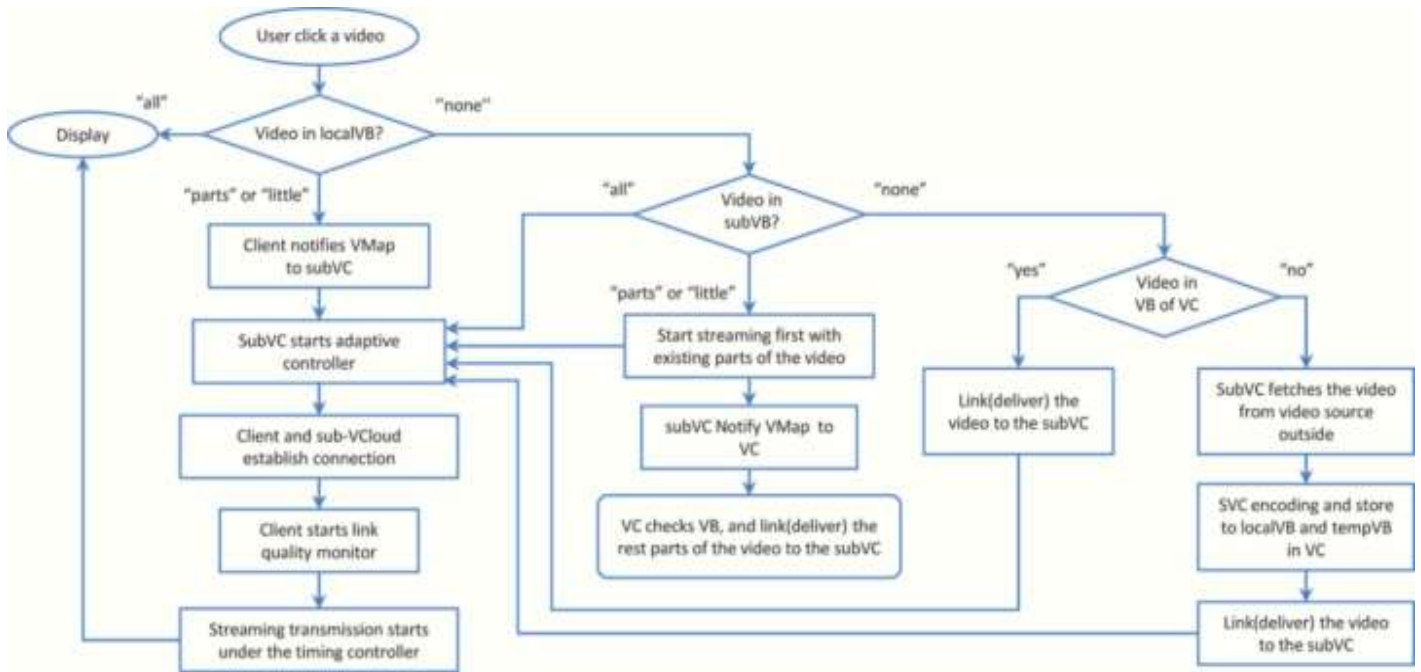 User click a video
"all"
"none"
Display
Video in localVB?
"parts" or "little"
"all"
Video in
subVB?
"none"
Client notifies VMap
to subVC
"yes"
Video in
VB of VC
"no"
"parts" or "little"
SubVC starts adaptive
controller
Start streaming first with
existing parts of the video
Link(deliver) the
video to the subVC
SubVC fetches the video
from video source
outside
subVC Notify VMap to
VC
Client and sub-VCloud
establish connection
VC checks VB, and link(deliver) the
rest parts of the video to the subVC
SVC encoding and store
to localVB and tempVB
in VC
Client starts link
quality monitor
Streaming transmission starts
under the timing controller
Link(deliver) the video
to the subVC